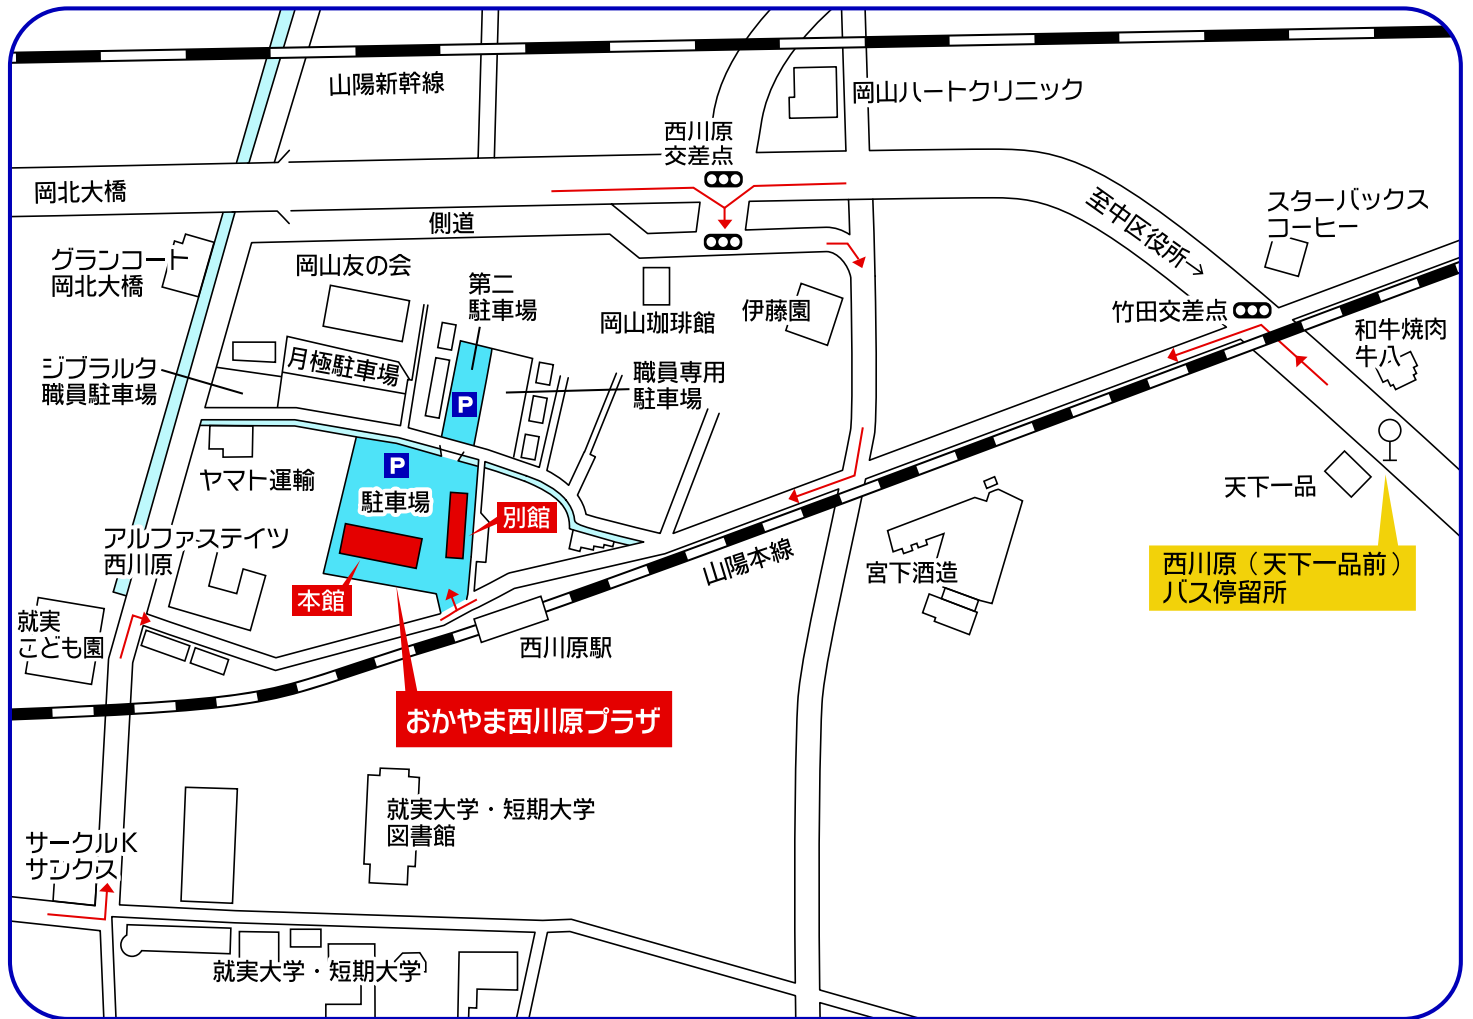 山陽新幹線
岡山ハートクリニック
西川原
交差点
岡北大橋
側道
至中区役所→
スターバックス
コーヒー
グランコート
岡北大橋
岡山友の会
第二
駐車場
岡山珈琲館
伊藤園
竹田交差点
和牛焼肉
牛八
ジブラルタ
職員駐車場
月極駐車場
職員専用
駐車場
P
P
駐車場
ヤマト運輸
別館
天下一品
アルファステイツ
西川原
本館
山陽本線
宮下酒造
西川原（天下一品前）
バス停留所
就実
こども園
西川原駅
おかやま西川原プラザ
就実大学・短期大学
図書館
サークルK
サンクス
就実大学・短期大学